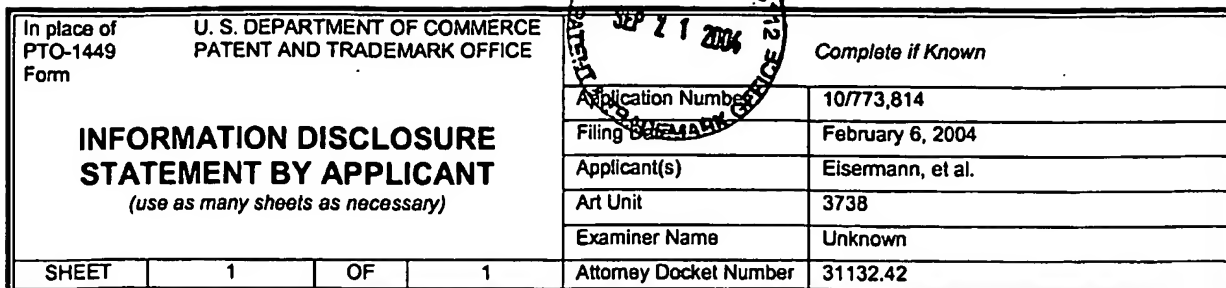 In place of U. S. DEPARTMENT OF COMMERCE
PTO-1449 PATENT AND TRADEMARK OFFICE
Form
INFORMATION DISCLOSURE
STATEMENT BY APPLICANT
(use as many sheets as necessary)
SHEET 1 OF 1
SEP 21 2004
Complete if Known
Application Number 10/773,814
Filing Date February 6, 2004
Applicant(s) Eisermann, et al.
Art Unit 3738
Examiner Name Unknown
Attorney Docket Number 31132.42